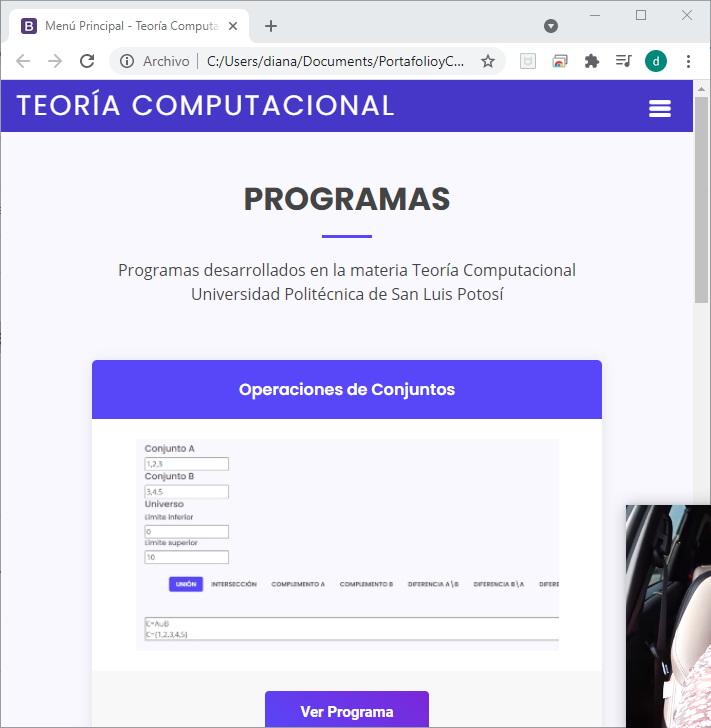 B Menú Principal - Teoría Computa
Archivo C:/Users/diana/Documents/PortafolioyC... d
TEORÍA COMPUTACIONAL
PROGRAMAS
Programas desarrollados en la materia Teoría Computacional
Universidad Politécnica de San Luis Potosí
Operaciones de Conjuntos
Conjunto A
1,2,3
Conjunto B
3,4,5
Universo
Limite inferior
0
Limite superior
10
UNIÓN INTERSECCIÓN COMPLEMENTO A COMPLEMENTO B DIFERENCIA A\B DIFERENCIA B\A DIFERE
C=AuB
C={1,2,3,4,5}
Ver Programa